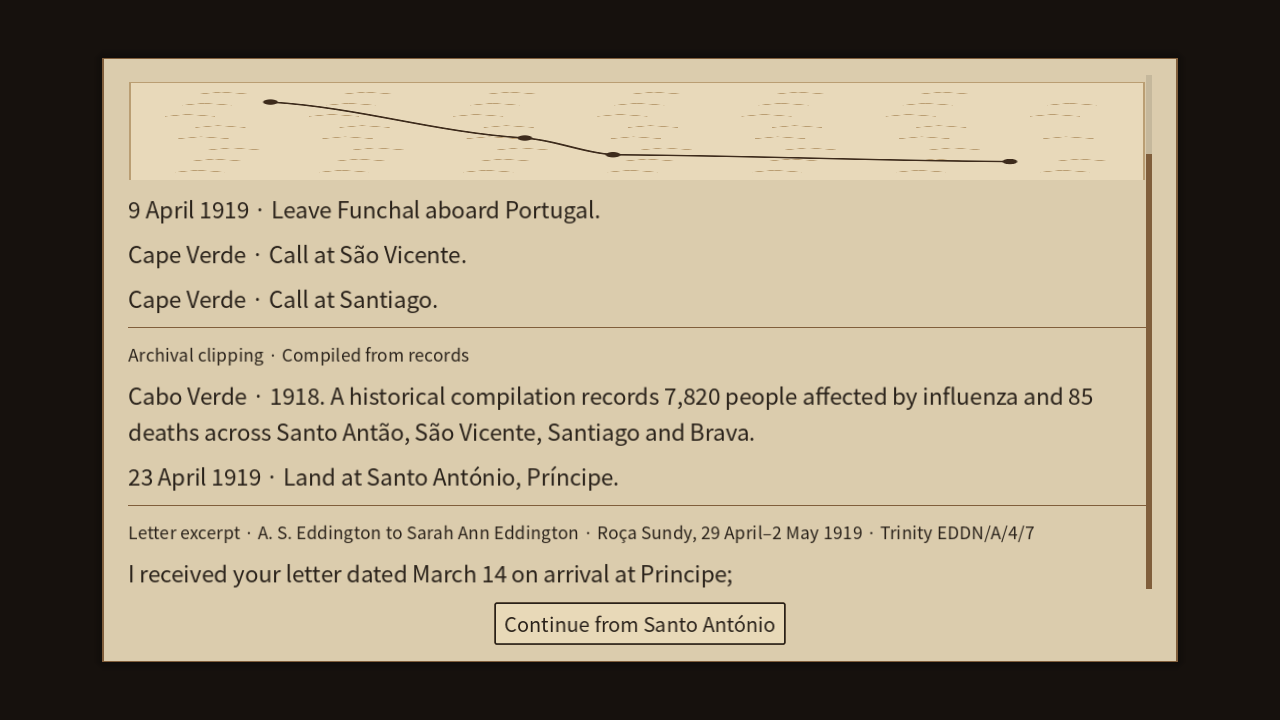 9 April 1919 · Leave Funchal aboard Portugal.
Cape Verde · Call at São Vicente.
Cape Verde · Call at Santiago.
Archival clipping · Compiled from records
Cabo Verde · 1918. A historical compilation records 7,820 people affected by influenza and 85
deaths across Santo Antão, São Vicente, Santiago and Brava.
23 April 1919 · Land at Santo António, Príncipe.
Letter excerpt · A. S. Eddington to Sarah Ann Eddington · Roça Sundy, 29 April–2 May 1919 · Trinity EDDN/A/4/7
I received your letter dated March 14 on arrival at Principe;
Continue from Santo António